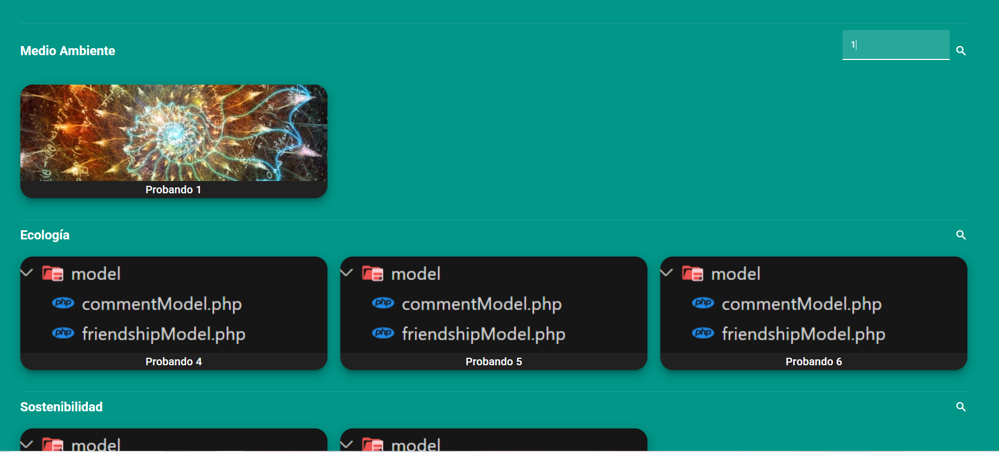 Medio Ambiente
1
Probando 1
Ecología
model
php commentModel.php
php friendshipModel.php
Probando 4
model
php commentModel.php
php friendshipModel.php
Probando 5
model
php commentModel.php
php friendshipModel.php
Probando 6
Sostenibilidad
model
model